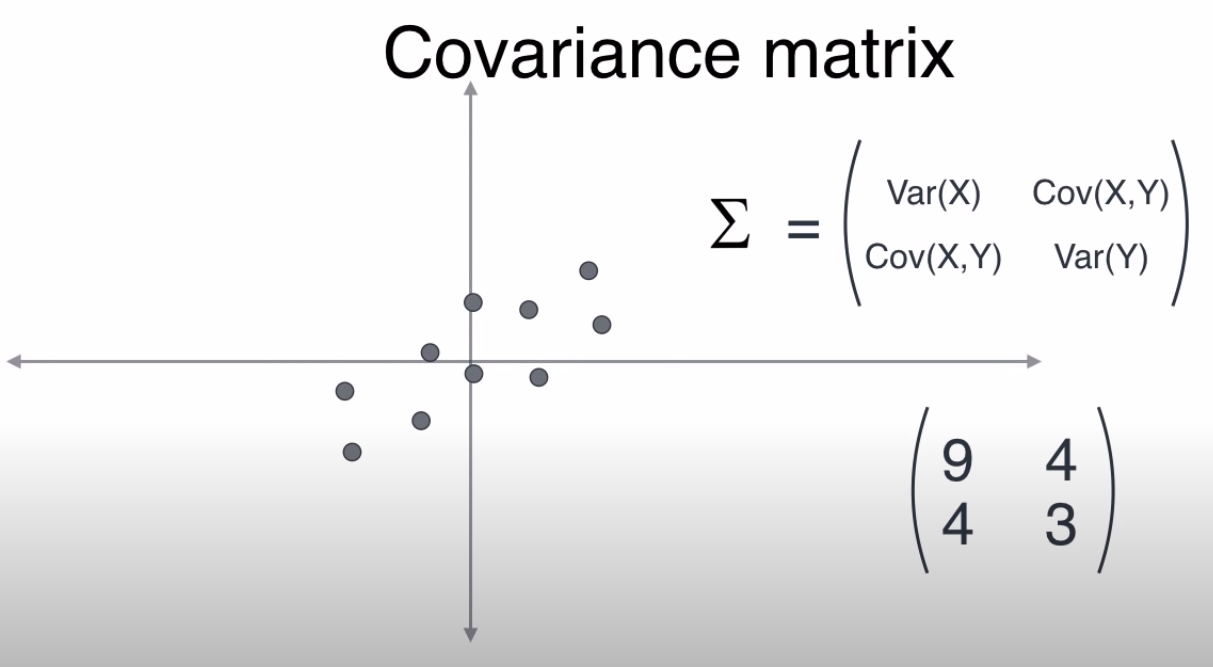 Covariance matrix
Σ = ( Var(X) Cov(X,Y)
Cov(X,Y) Var(Y) )
( 9 4
4 3 )